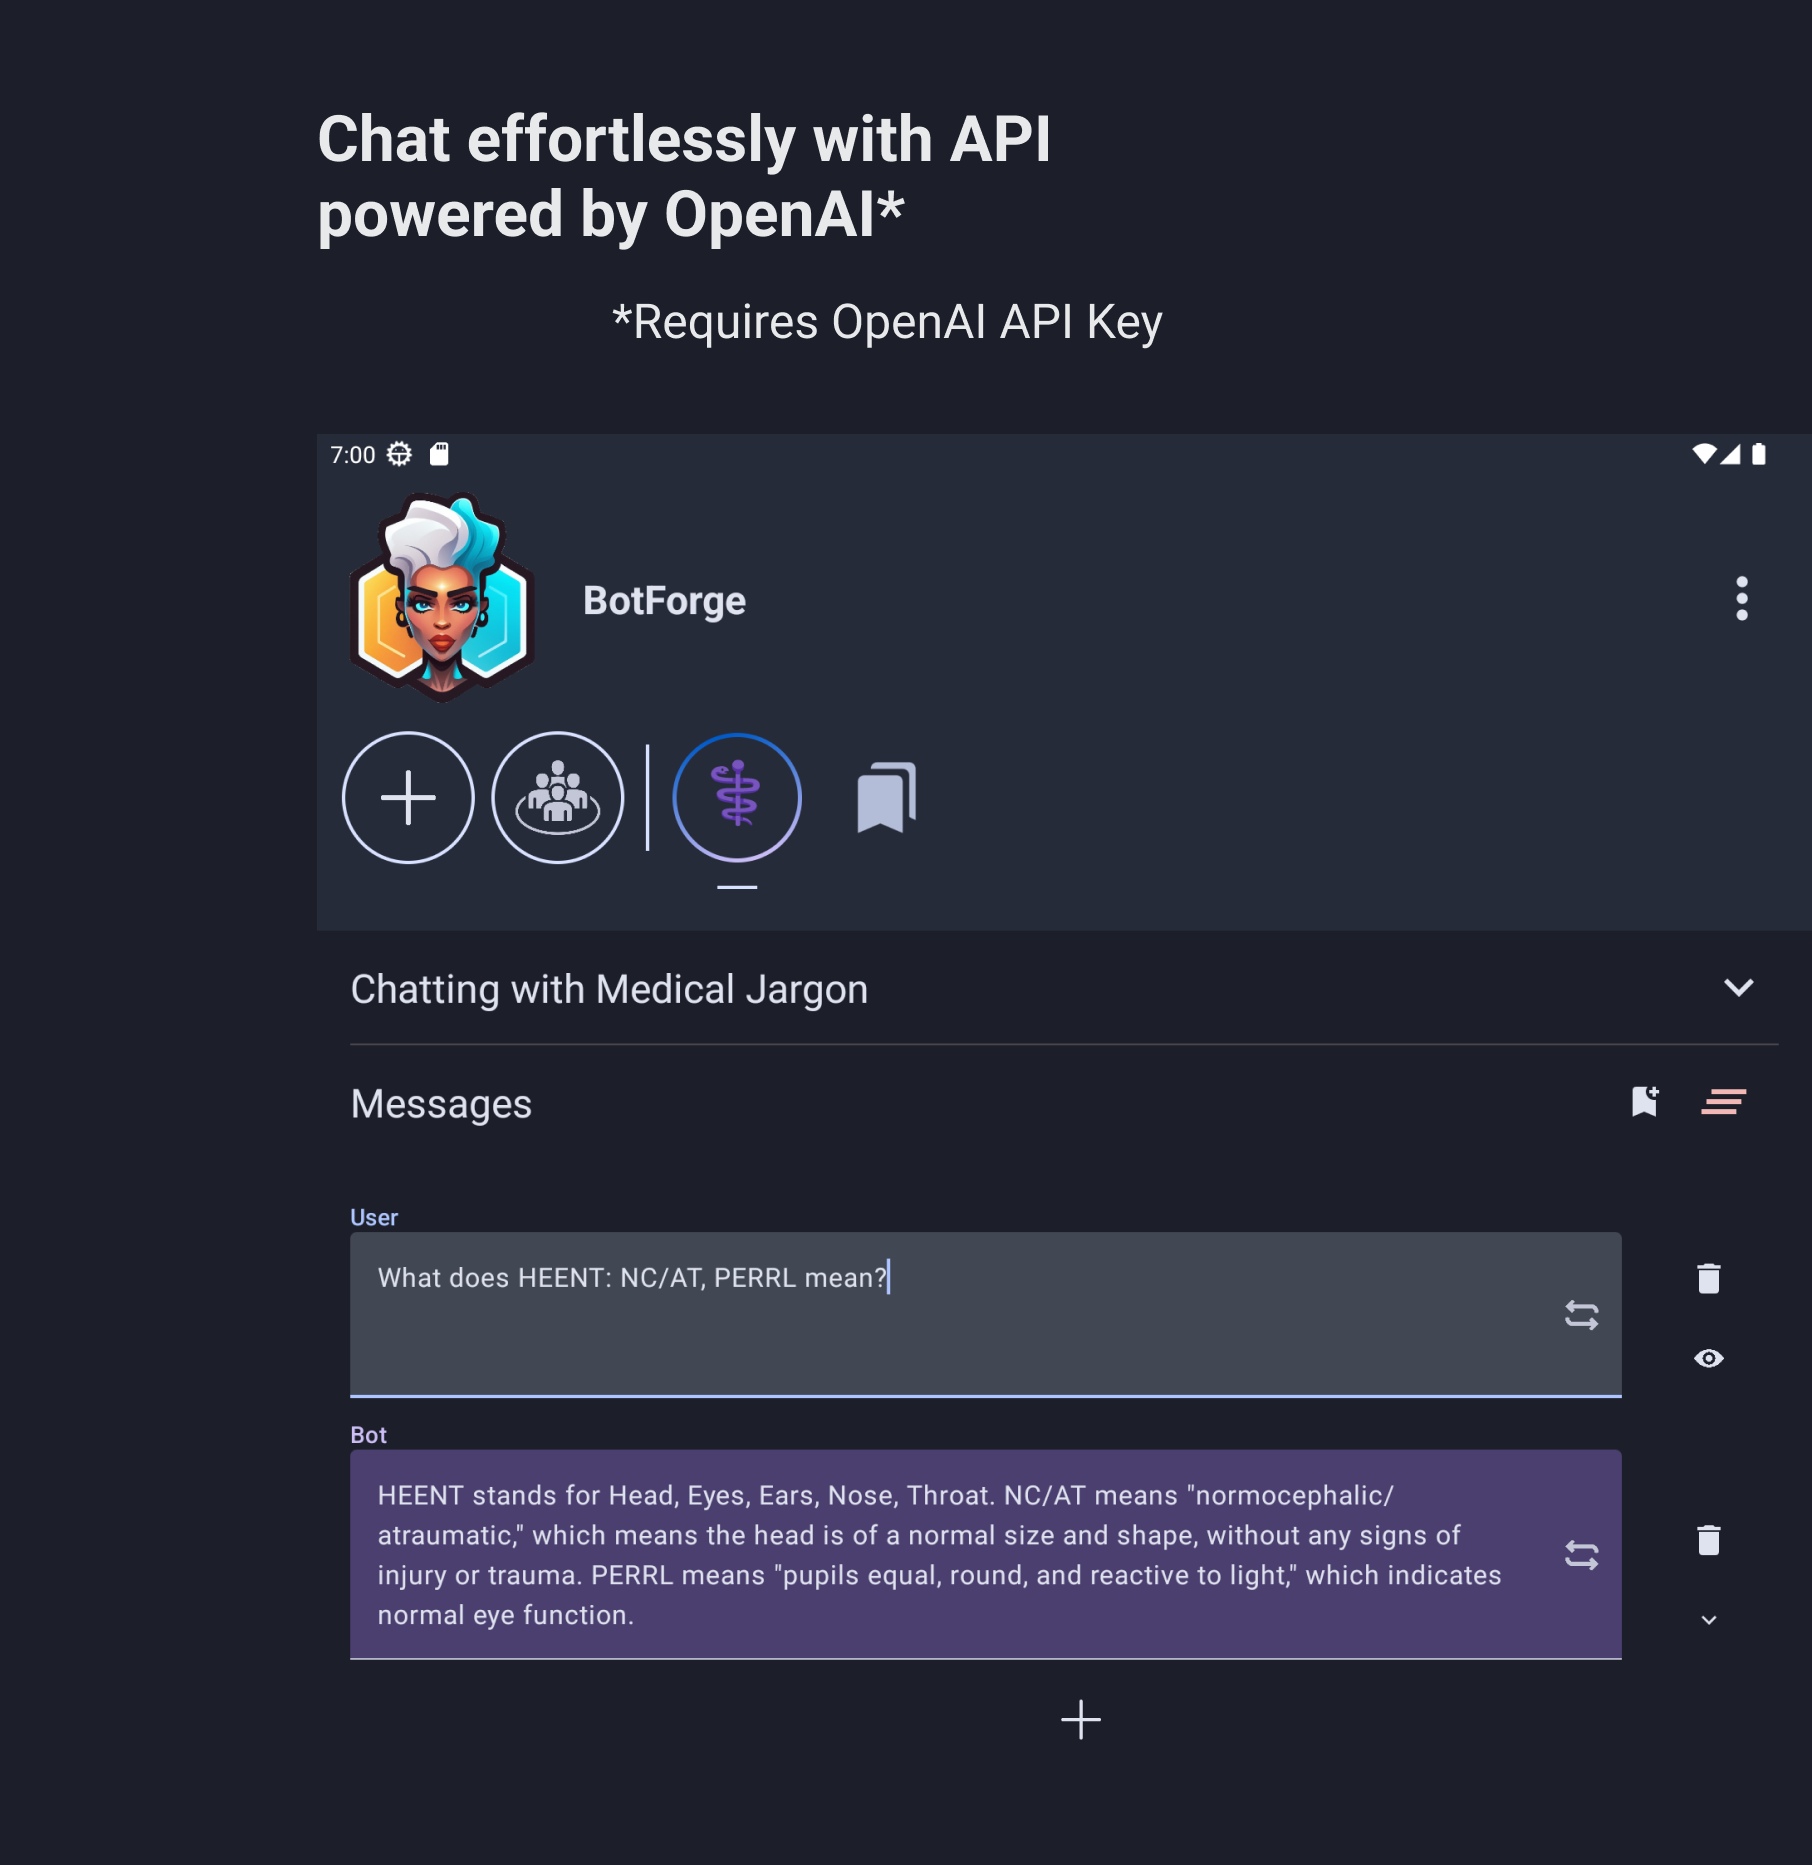 Chat effortlessly with API
powered by OpenAI*
*Requires OpenAI API Key
7:00
BotForge
Chatting with Medical Jargon
Messages
User
What does HEENT: NC/AT, PERRL mean?
Bot
HEENT stands for Head, Eyes, Ears, Nose, Throat. NC/AT means "normocephalic/
atraumatic," which means the head is of a normal size and shape, without any signs of
injury or trauma. PERRL means "pupils equal, round, and reactive to light," which indicates
normal eye function.